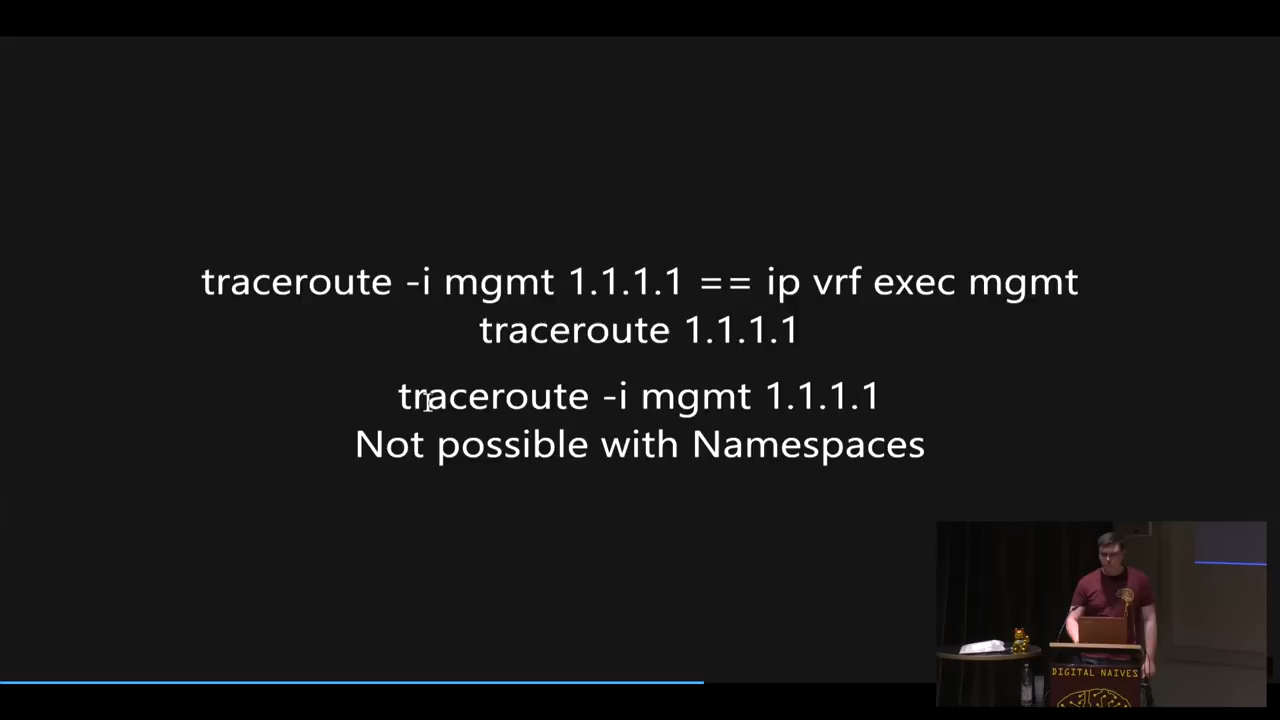 traceroute -i mgmt 1.1.1.1 == ip vrf exec mgmt
traceroute 1.1.1.1
traceroute -i mgmt 1.1.1.1
Not possible with Namespaces
DIGITAL NAIVES